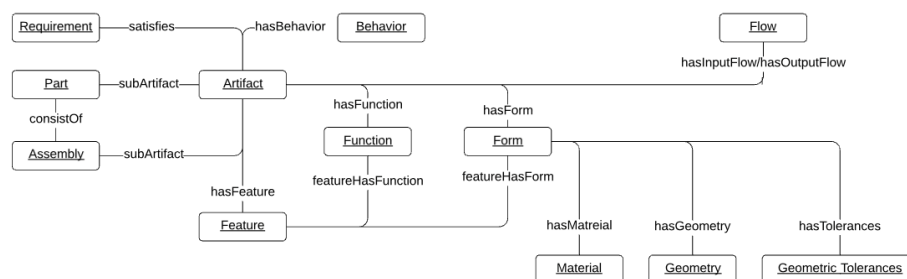 Requirement
satisfies
hasBehavior
Behavior
Flow
hasInputFlow/hasOutputFlow
Part
subArtifact
Artifact
consistOf
hasFunction
hasForm
Assembly
subArtifact
Function
Form
hasFeature
featureHasFunction
featureHasForm
Feature
hasMatreial
hasGeometry
hasTolerances
Material
Geometry
Geometric Tolerances